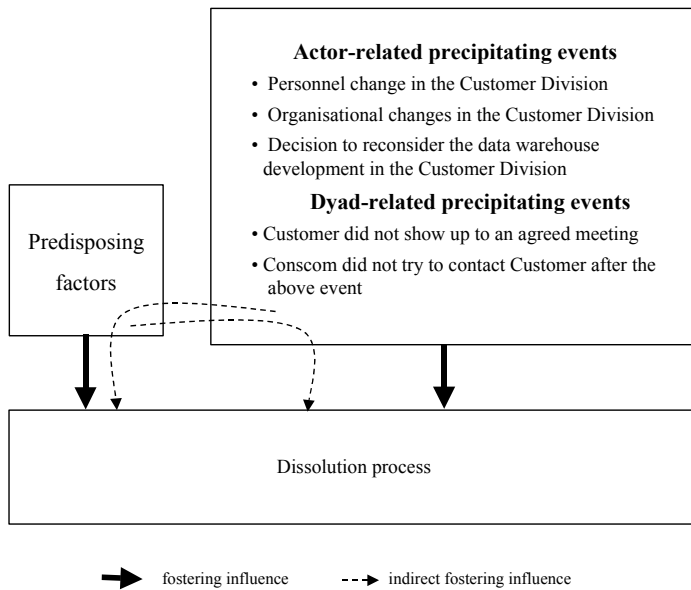 Actor-related precipitating events
• Personnel change in the Customer Division
• Organisational changes in the Customer Division
• Decision to reconsider the data warehouse
development in the Customer Division
Dyad-related precipitating events
• Customer did not show up to an agreed meeting
• Conscom did not try to contact Customer after the
above event
Predisposing
factors
Dissolution process
fostering influence
indirect fostering influence